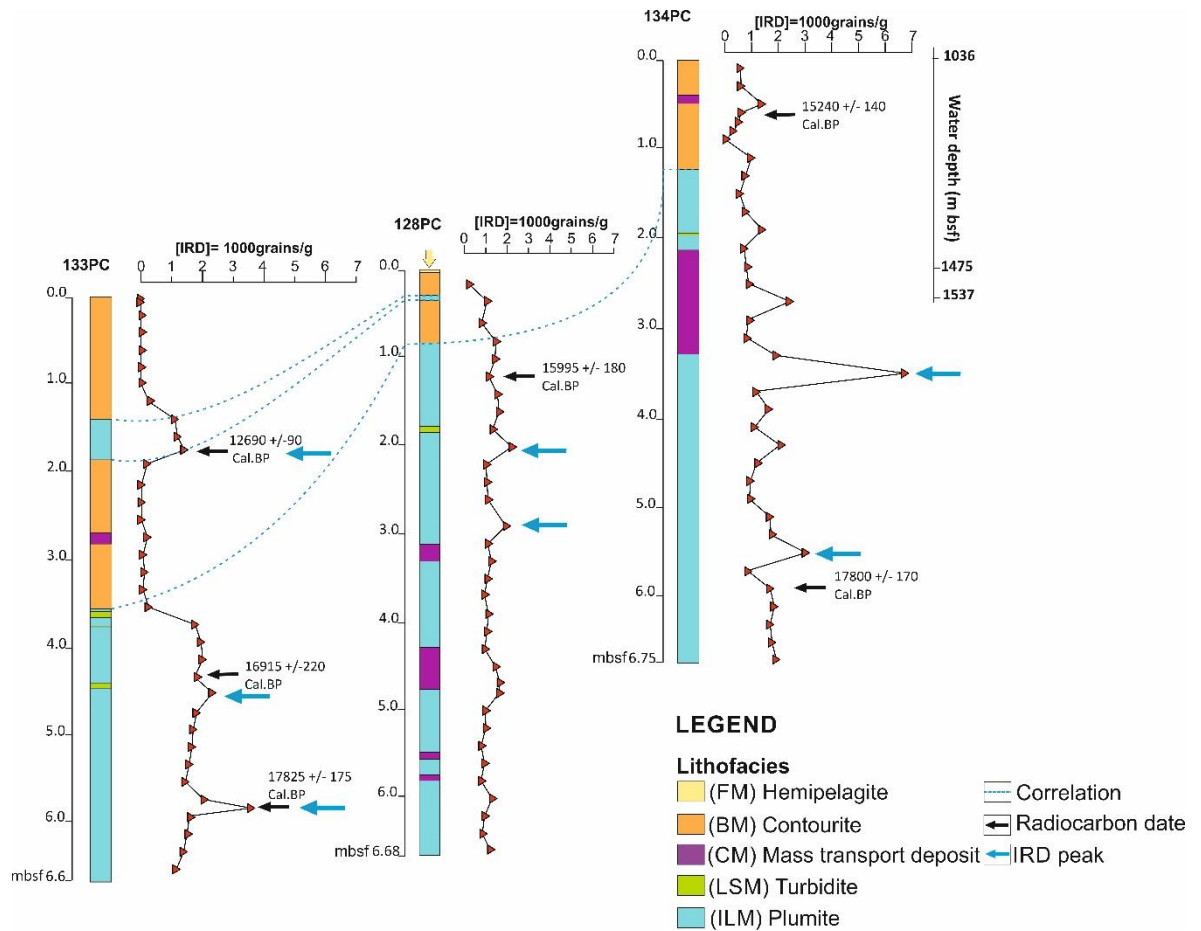 134PC
[IRD]=1000grains/g
0 1 2 3 4 5 6 7
0.0
1.0
2.0
3.0
4.0
5.0
6.0
mbsf 6.75
15240 +/- 140
Cal.BP
17800 +/- 170
Cal.BP
1036
1475
1537
Water depth (m bsf)
128PC
[IRD]=1000grains/g
0 1 2 3 4 5 6 7
0.0
1.0
2.0
3.0
4.0
5.0
6.0
mbsf 6.68
15995 +/- 180
Cal.BP
133PC
[IRD]= 1000grains/g
0 1 2 3 4 5 6 7
0.0
1.0
2.0
3.0
4.0
5.0
6.0
mbsf 6.6
12690 +/-90
Cal.BP
16915 +/-220
Cal.BP
17825 +/- 175
Cal.BP
LEGEND
Lithofacies
(FM) Hemipelagite
(BM) Contourite
(CM) Mass transport deposit
(LSM) Turbidite
(ILM) Plumite
Correlation
Radiocarbon date
IRD peak